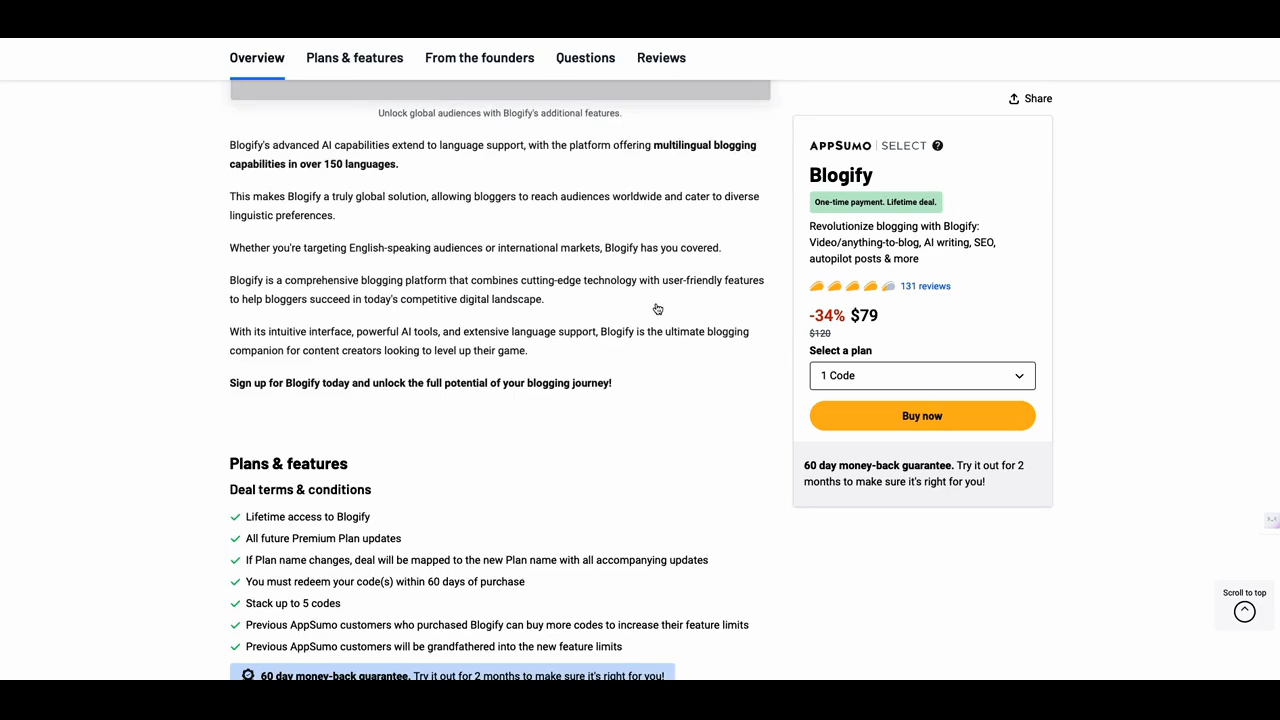 Overview Plans & features From the founders Questions Reviews
Share
Unlock global audiences with Blogify's additional features.
Blogify's advanced AI capabilities extend to language support, with the platform offering multilingual blogging
capabilities in over 150 languages.
This makes Blogify a truly global solution, allowing bloggers to reach audiences worldwide and cater to diverse
linguistic preferences.
Whether you're targeting English-speaking audiences or international markets, Blogify has you covered.
Blogify is a comprehensive blogging platform that combines cutting-edge technology with user-friendly features
to help bloggers succeed in today's competitive digital landscape.
With its intuitive interface, powerful AI tools, and extensive language support, Blogify is the ultimate blogging
companion for content creators looking to level up their game.
Sign up for Blogify today and unlock the full potential of your blogging journey!
Plans & features
Deal terms & conditions
Lifetime access to Blogify
All future Premium Plan updates
If Plan name changes, deal will be mapped to the new Plan name with all accompanying updates
You must redeem your code(s) within 60 days of purchase
Stack up to 5 codes
Previous AppSumo customers who purchased Blogify can buy more codes to increase their feature limits
Previous AppSumo customers will be grandfathered into the new feature limits
60 day money-back guarantee. Try it out for 2 months to make sure it's right for you!
APPSUMO | SELECT ?
Blogify
One-time payment. Lifetime deal.
Revolutionize blogging with Blogify:
Video/anything-to-blog, AI writing, SEO,
autopilot posts & more
131 reviews
-34% $79
$120
Select a plan
1 Code
Buy now
60 day money-back guarantee. Try it out for 2
months to make sure it's right for you!
Scroll to top